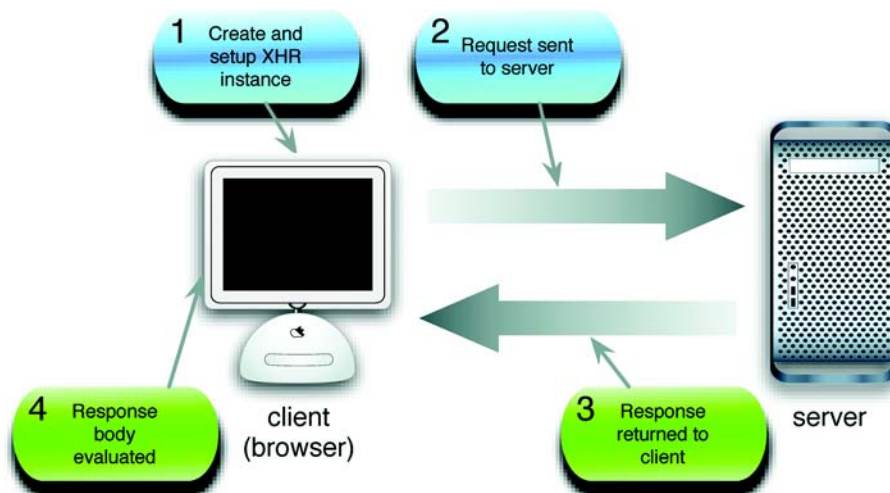 1
Create and
setup XHR
instance
2
Request sent
to server
4
Response
body
evaluated
client
(browser)
3
Response
returned to
client
server